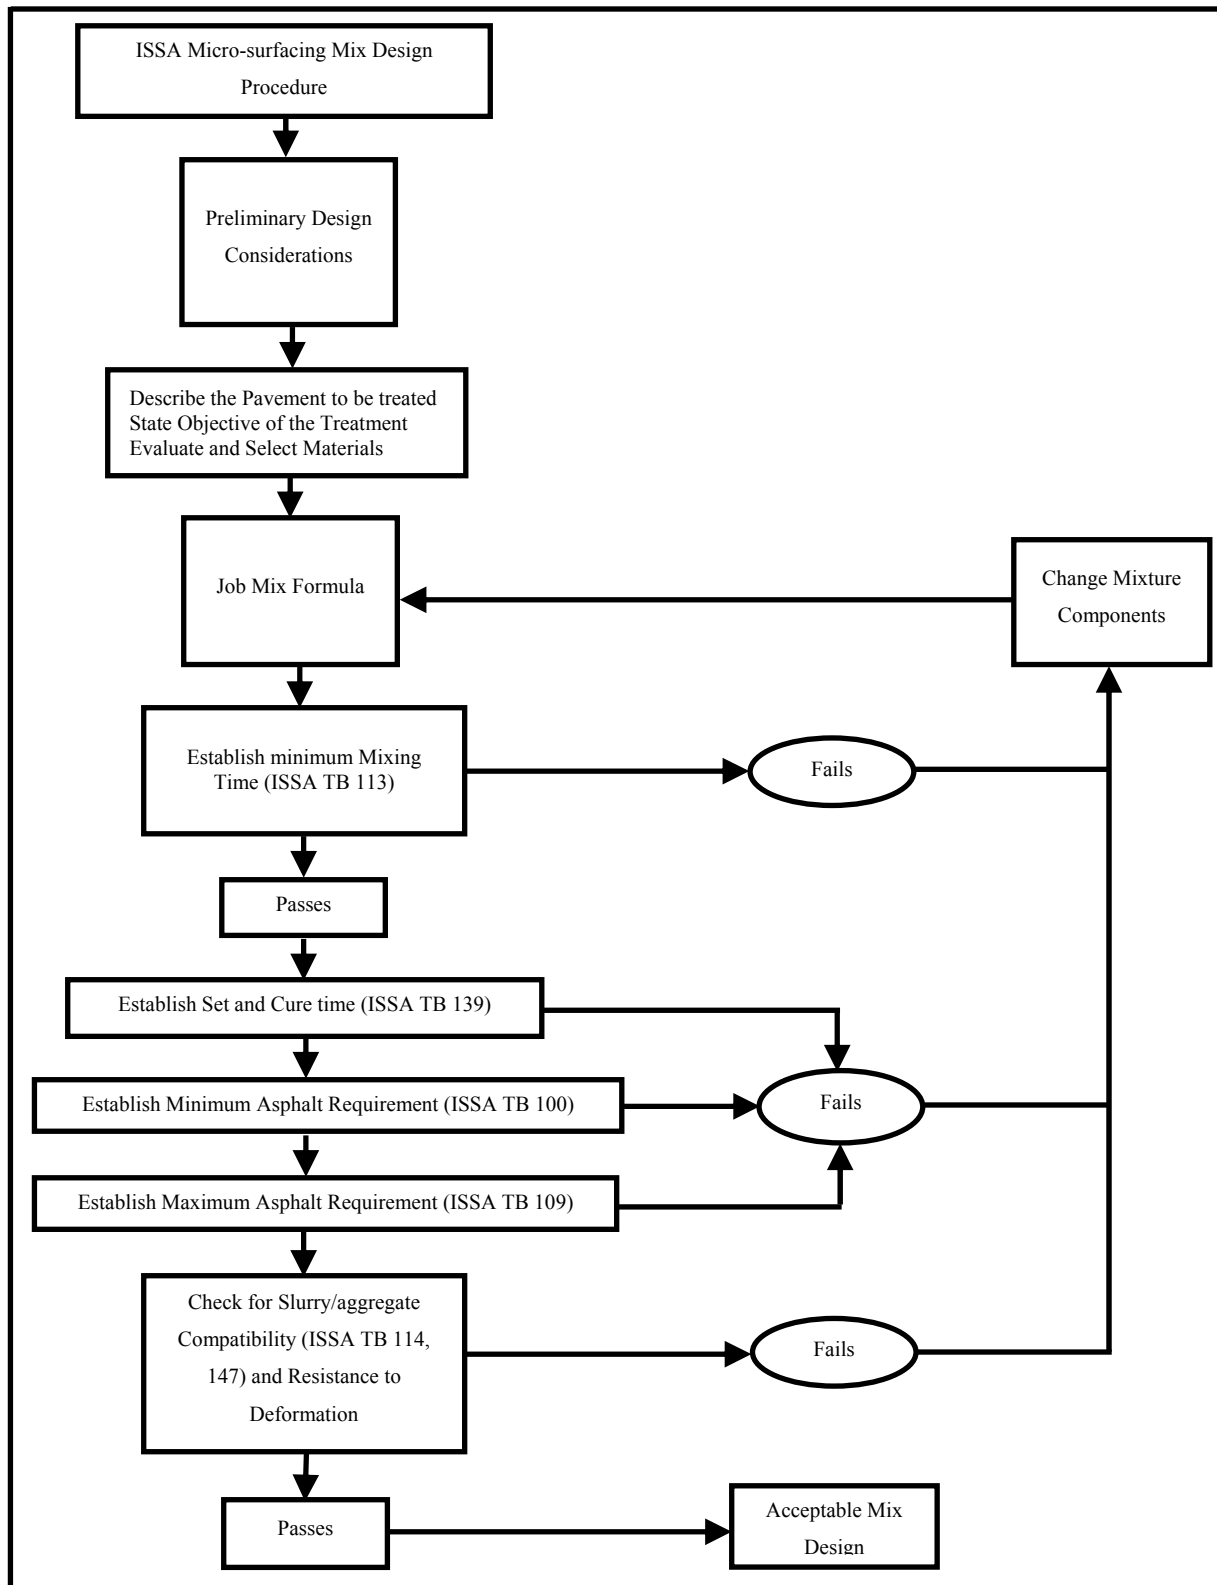 ISSA Micro-surfacing Mix Design
Procedure
Preliminary Design
Considerations
Describe the Pavement to be treated
State Objective of the Treatment
Evaluate and Select Materials
Job Mix Formula
Change Mixture
Components
Establish minimum Mixing
Time (ISSA TB 113)
Fails
Passes
Establish Set and Cure time (ISSA TB 139)
Establish Minimum Asphalt Requirement (ISSA TB 100)
Fails
Establish Maximum Asphalt Requirement (ISSA TB 109)
Check for Slurry/aggregate
Compatibility (ISSA TB 114,
147) and Resistance to
Deformation
Fails
Passes
Acceptable Mix
Design